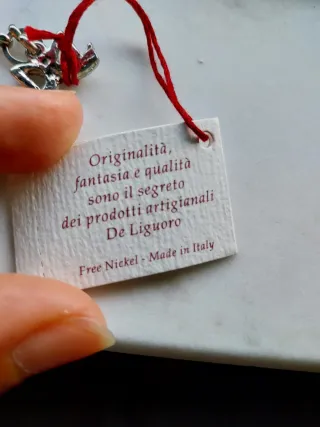 Originalità,
fantasia e qualità
sono il segreto
dei prodotti artigianali
De Liguoro
Free Nickel - Made in Italy